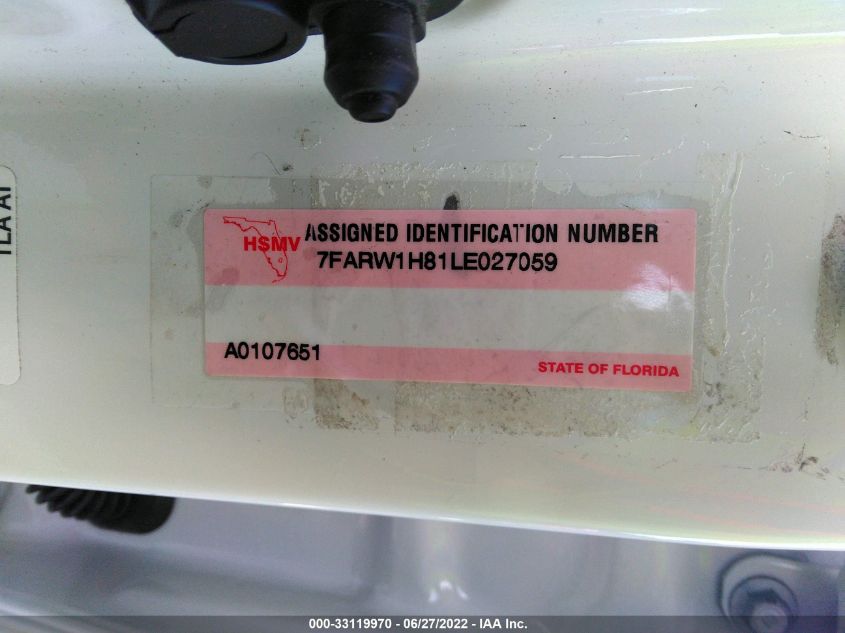 ASSIGNED IDENTIFICATION NUMBER
HSMV
7FARW1H81LE027059
A0107651
STATE OF FLORIDA
000-33119970 - 06/27/2022 - IAA Inc.